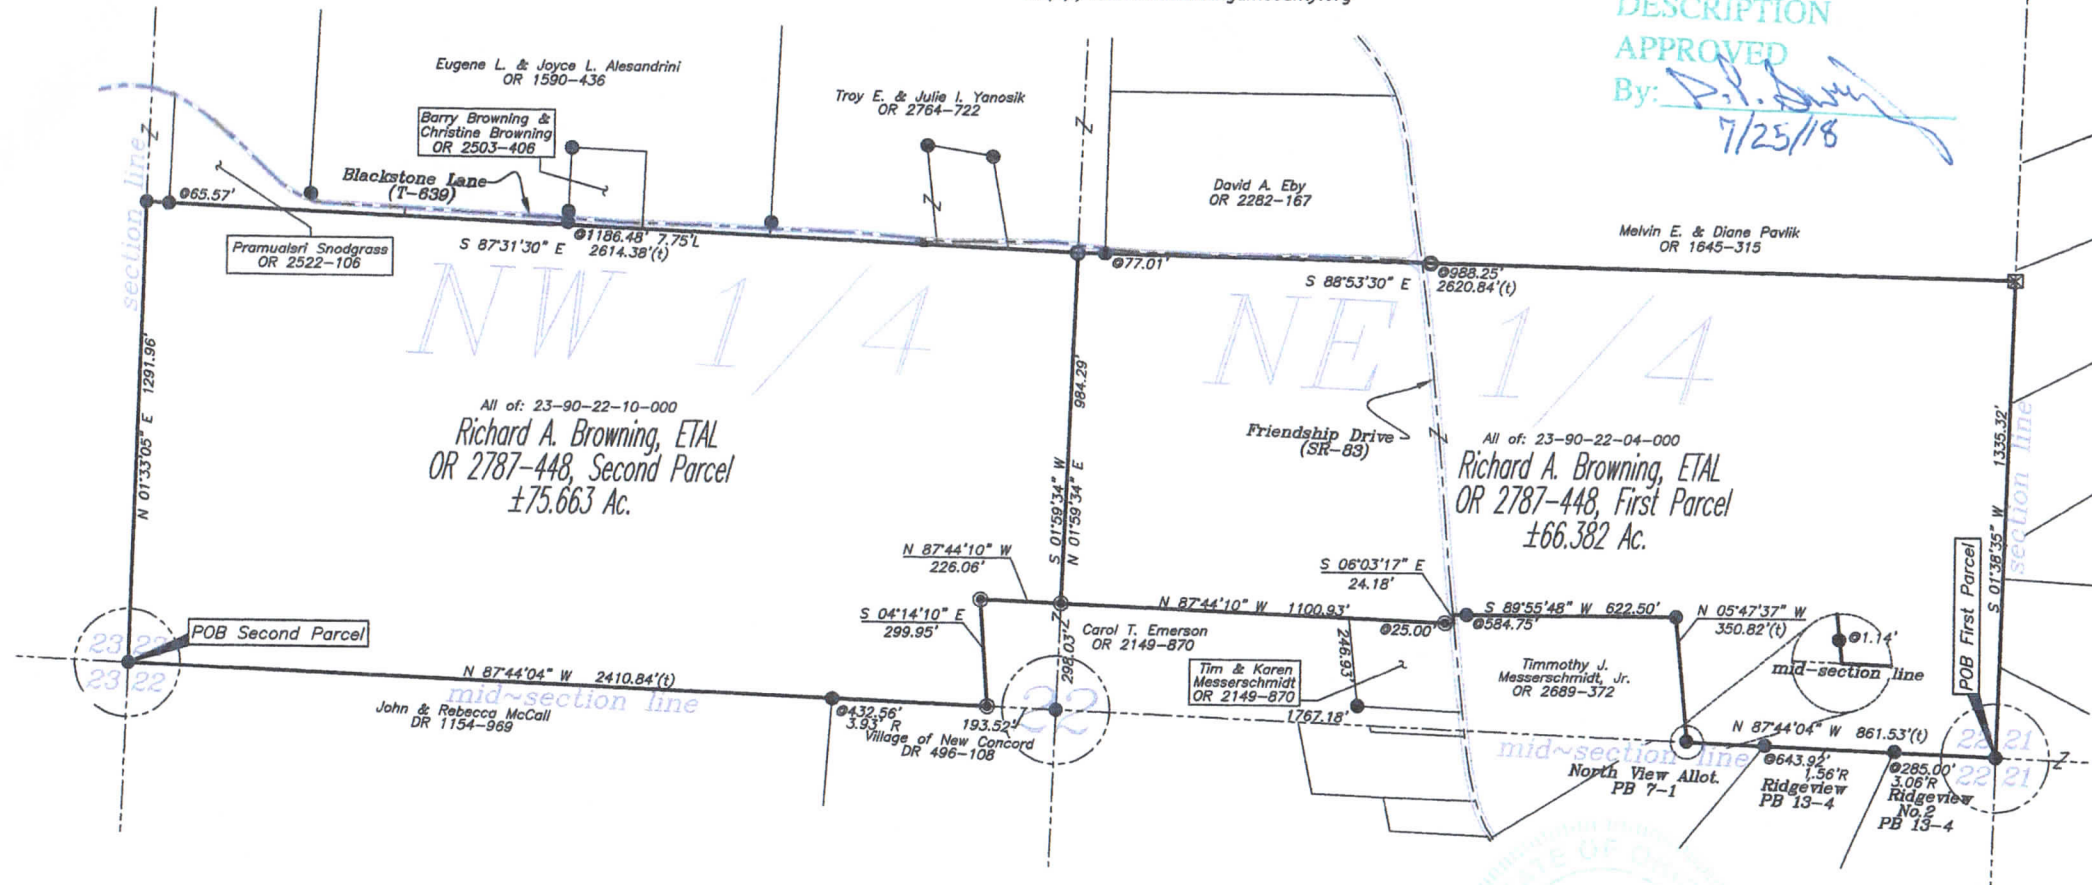 DESCRIPTION
APPROVED
By:
7/25/18
Eugene L. & Joyce L. Alesandrini
OR 1590-436
Barry Browning &
Christine Browning
OR 2503-406
Troy E. & Julie I. Yanosik
OR 2764-722
David A. Eby
OR 2282-167
Melvin E. & Diane Pavlik
OR 1645-315
section line
@65.57'
Blackstone Lane
(T-639)
Pramualsri Snodgrass
OR 2522-106
S 87°31'30" E
@1186.48' 7.75'L
2614.38'(t)
@77.01'
S 88°53'30" E
@988.25'
2620.84'(t)
NW 1/4
NE 1/4
N 01°33'05" E 1291.96'
984.29'
S 01°59'34" W
N 01°59'34" E
All of: 23-90-22-10-000
Richard A. Browning, ETAL
OR 2787-448, Second Parcel
±75.663 Ac.
Friendship Drive
(SR-83)
All of: 23-90-22-04-000
Richard A. Browning, ETAL
OR 2787-448, First Parcel
±66.382 Ac.
S 01°38'35" W 1335.32'
section line
POB First Parcel
N 87°44'10" W
226.06'
S 04°14'10" E
299.95'
N 87°44'10" W 1100.93'
S 06°03'17" E
24.18'
@25.00'
@584.75'
S 89°55'48" W 622.50'
N 05°47'37" W
350.82'(t)
@1.14'
mid-section line
Carol T. Emerson
OR 2149-870
298.03'
246.93'
Tim & Karen
Messerschmidt
OR 2149-870
Timmothy J.
Messerschmidt, Jr.
OR 2689-372
1767.18'
POB Second Parcel
23 22
23 22
N 87°44'04" W 2410.84'(t)
mid~section line
John & Rebecca McCall
DR 1154-969
@432.56'
3.93' R
193.52'
Village of New Concord
DR 496-108
22
mid~section line
North View Allot.
PB 7-1
N 87°44'04" W 861.53'(t)
@643.92'
1.56'R
Ridgeview
PB 13-4
@285.00'
3.06'R
Ridgeview
No.2
PB 13-4
22 21
22 21